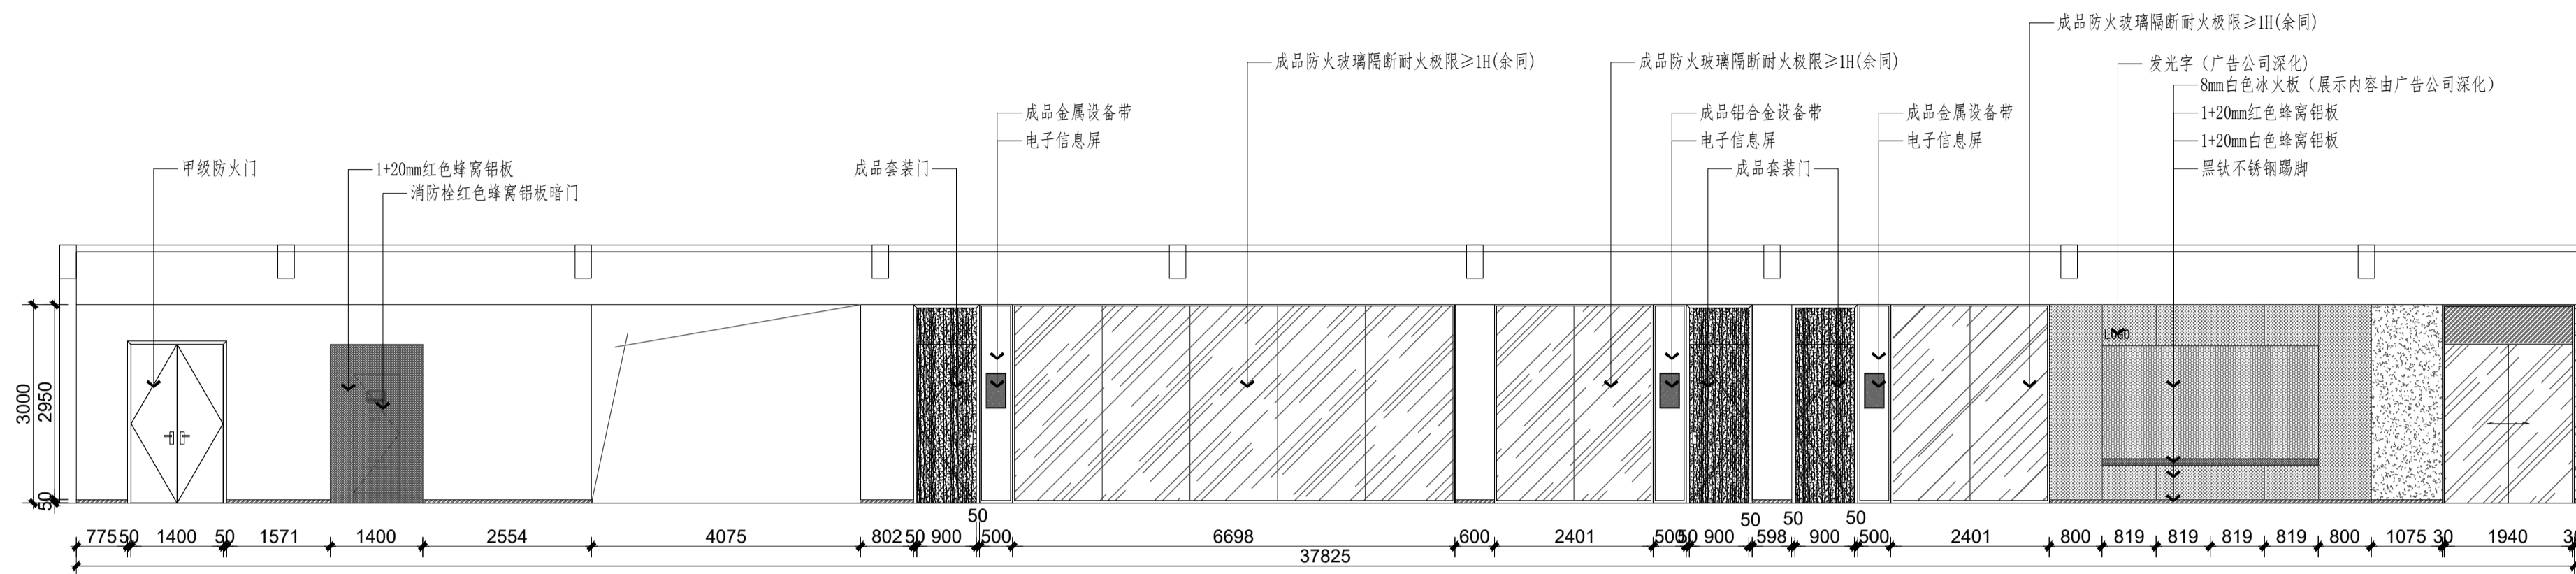 成品防火玻璃隔断耐火极限≥1H(余同)
成品防火玻璃隔断耐火极限≥1H(余同)
成品防火玻璃隔断耐火极限≥1H(余同)
发光字（广告公司深化）
8mm白色冰火板（展示内容由广告公司深化）
成品金属设备带
成品铝合金设备带
成品金属设备带
1+20mm红色蜂窝铝板
电子信息屏
电子信息屏
电子信息屏
1+20mm白色蜂窝铝板
甲级防火门
1+20mm红色蜂窝铝板
成品套装门
成品套装门
黑钛不锈钢踢脚
消防栓红色蜂窝铝板暗门
LOGO
3000
2950
50
50
50
50
50
775 50 1400 50 1571 1400 2554 4075 802 50 900 500 6698 600 2401 500 50 900 598 900 500 2401 800 819 819 819 819 800 1075 30 1940 30
37825